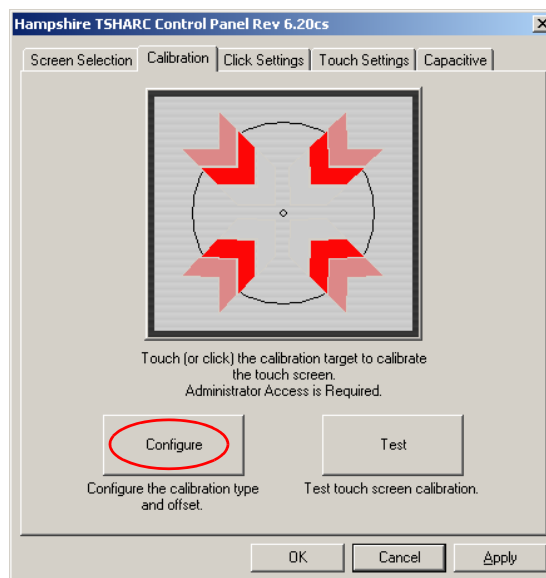 Hampshire TSHARC Control Panel Rev 6.20cs
Screen Selection Calibration Click Settings Touch Settings Capacitive
Touch (or click) the calibration target to calibrate
the touch screen.
Administrator Access is Required.
Configure Test
Configure the calibration type Test touch screen calibration.
and offset.
OK Cancel Apply